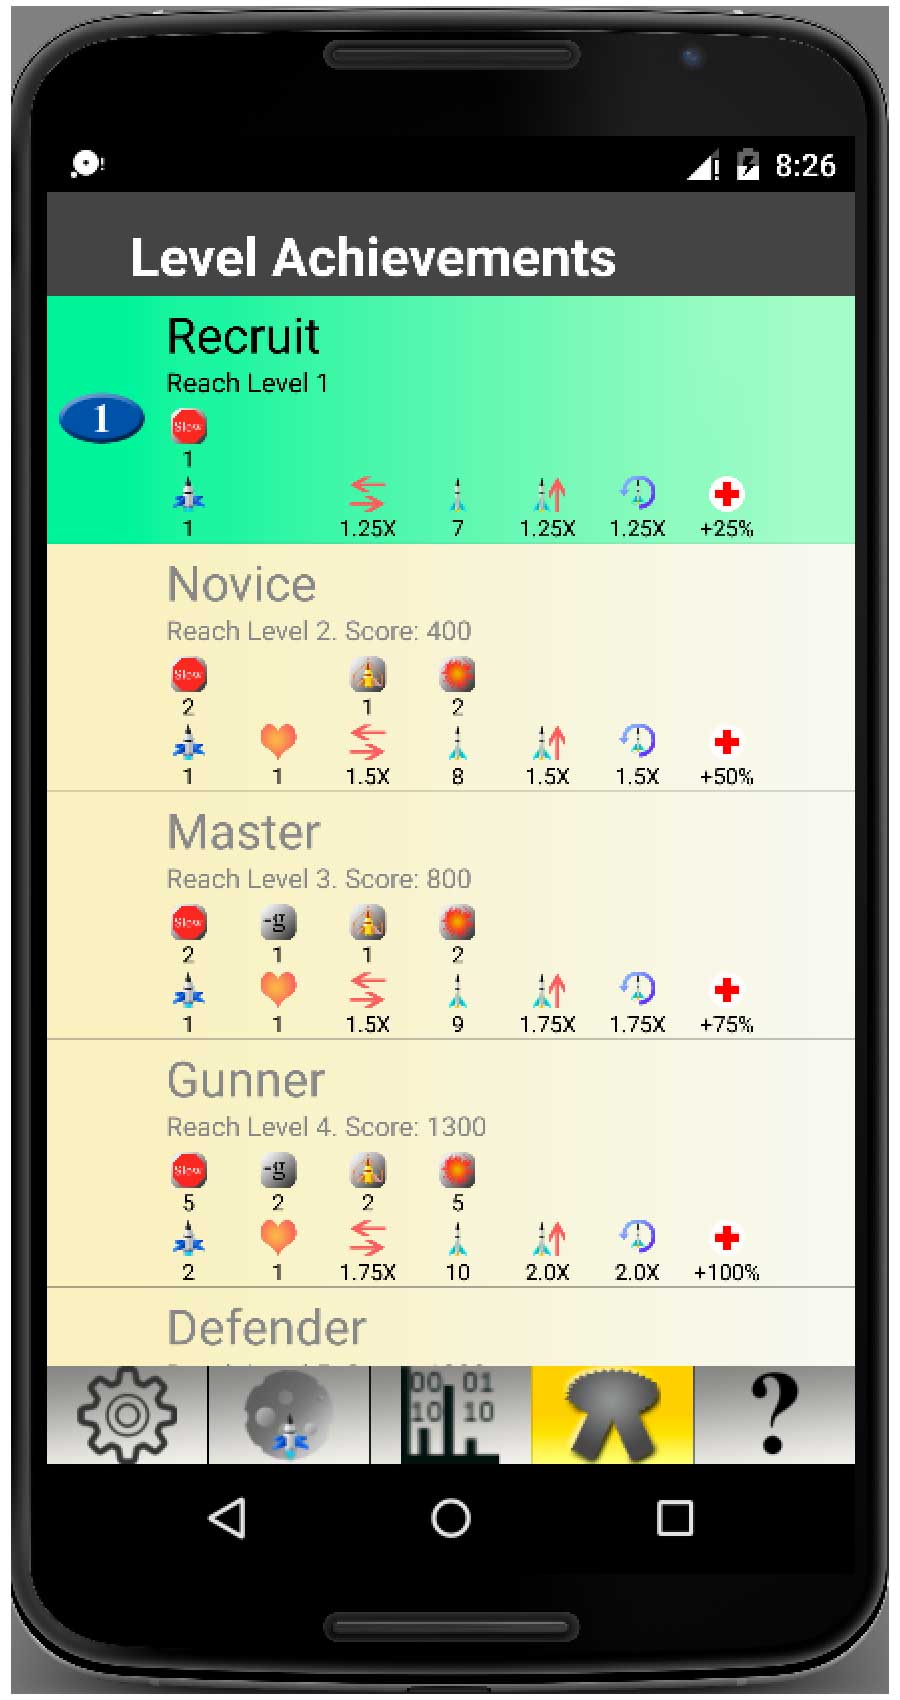 8:26
Level Achievements
Recruit
Reach Level 1
1
Slow
1
1 1.25X 7 1.25X 1.25X +25%
Novice
Reach Level 2. Score: 400
Slow
2 1 2
1 1 1.5X 8 1.5X 1.5X +50%
Master
Reach Level 3. Score: 800
Slow -g
2 1 1 2
1 1 1.5X 9 1.75X 1.75X +75%
Gunner
Reach Level 4. Score: 1300
Slow -g
5 2 2 5
2 1 1.75X 10 2.0X 2.0X +100%
Defender
00 01
10 10
?